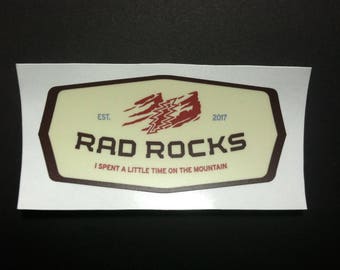 EST. 2017
RAD ROCKS
I SPENT A LITTLE TIME ON THE MOUNTAIN